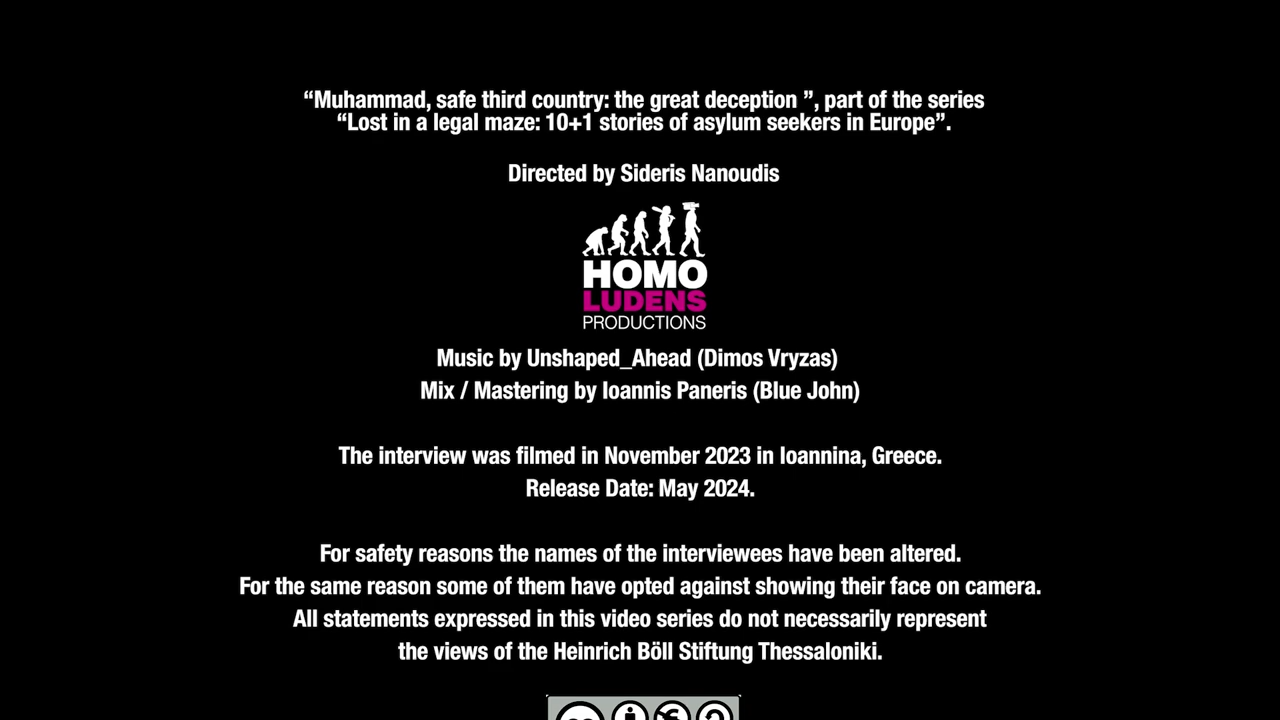 “Muhammad, safe third country: the great deception ”, part of the series
“Lost in a legal maze: 10+1 stories of asylum seekers in Europe”.
Directed by Sideris Nanoudis
HOMO
LUDENS
PRODUCTIONS
Music by Unshaped_Ahead (Dimos Vryzas)
Mix / Mastering by Ioannis Paneris (Blue John)
The interview was filmed in November 2023 in Ioannina, Greece.
Release Date: May 2024.
For safety reasons the names of the interviewees have been altered.
For the same reason some of them have opted against showing their face on camera.
All statements expressed in this video series do not necessarily represent
the views of the Heinrich Böll Stiftung Thessaloniki.